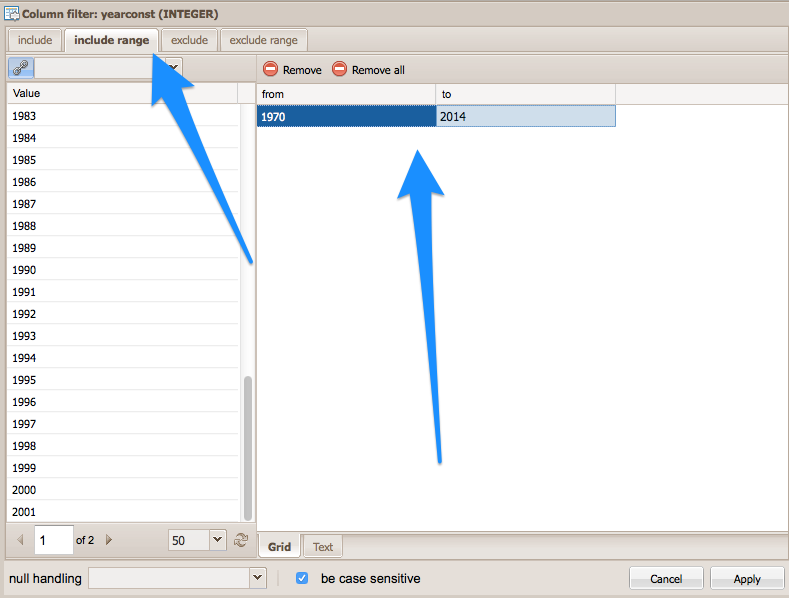 Column filter: yearconst (INTEGER)
include include range exclude exclude range
Remove Remove all
Value
from to
1970 2014
1983
1984
1985
1986
1987
1988
1989
1990
1991
1992
1993
1994
1995
1996
1997
1998
1999
2000
2001
1 of 2 50
Grid Text
null handling be case sensitive Cancel Apply